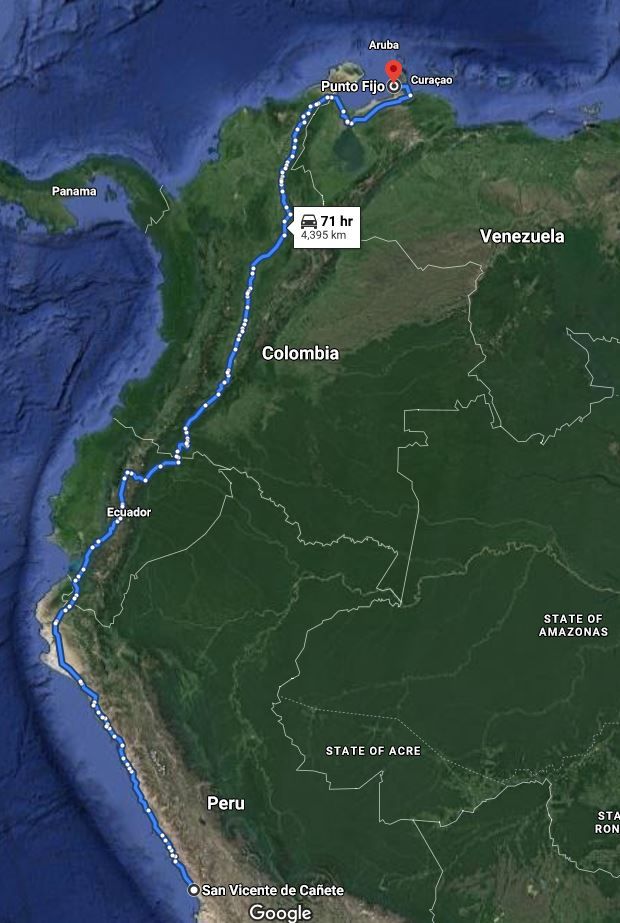 Aruba
Punto Fijo
Curaçao
Panama
71 hr
4,395 km
Venezuela
Colombia
Ecuador
STATE OF
AMAZONAS
STATE OF ACRE
Peru
STA
RON
San Vicente de Cañete
Google